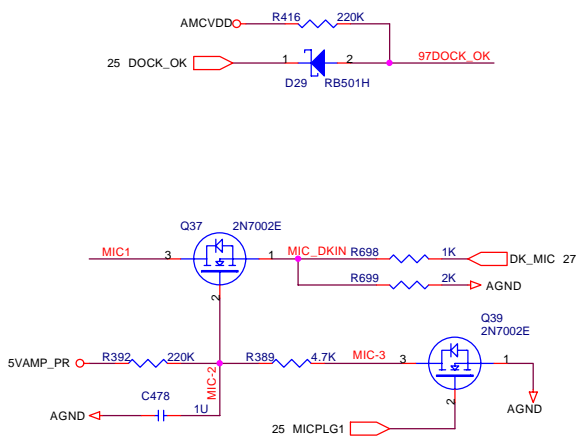 AMCVDD R416 220K
25 DOCK_OK 1 2 97DOCK_OK
D29 RB501H
Q37 2N7002E
MIC1 3 1 MIC_DKIN R698 1K DK_MIC 27
R699 2K AGND
2
Q39
2N7002E
5VAMP_PR R392 220K R389 4.7K MIC-3 3 1
MIC-2
C478
AGND 1U
2
AGND
25 MICPLG1